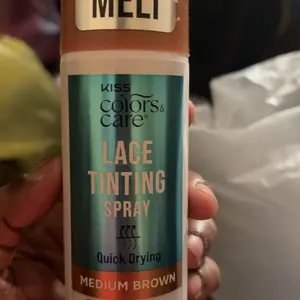 MELT
KISS
colors&
care®
LACE
TINTING
SPRAY
Quick Drying
MEDIUM BROWN